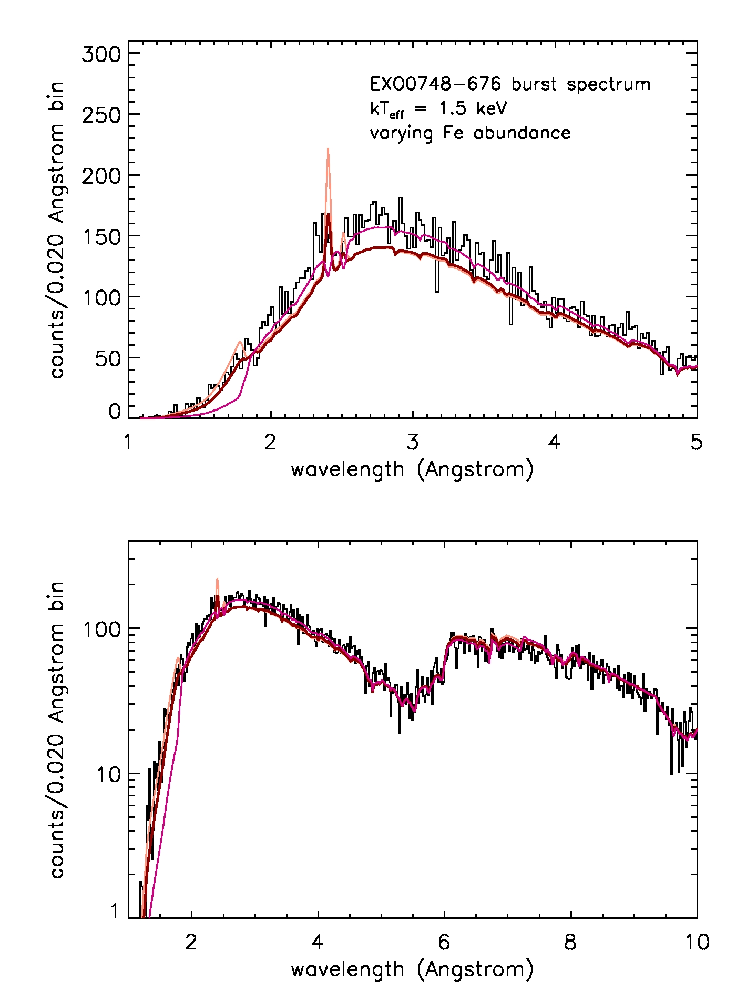 300
250
200
150
100
50
0
counts/0.020 Angstrom bin
EXO0748-676 burst spectrum
kTeff = 1.5 keV
varying Fe abundance
1 2 3 4 5
wavelength (Angstrom)
100
10
1
counts/0.020 Angstrom bin
2 4 6 8 10
wavelength (Angstrom)